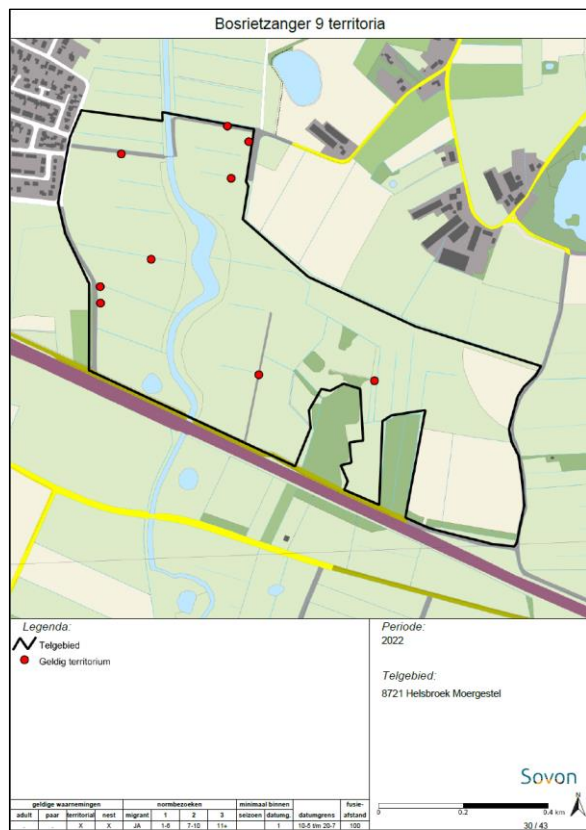 Bosrietzanger 9 territoria
Legenda:
Telgebied
Geldig territorium
Periode:
2022
Telgebied:
8721 Helsbroek Moergestel
Sovon
0 0.2 0.4 km
N
30 / 43
geldige waarnemingen normbezoeken minimaal binnen fusie-
adult paar territoriaal nest migrant 1 2 3 seizoen datumg. datumgrens afstand
. . X X JA 1-6 7-10 11+ . 1 10-5 t/m 20-7 100